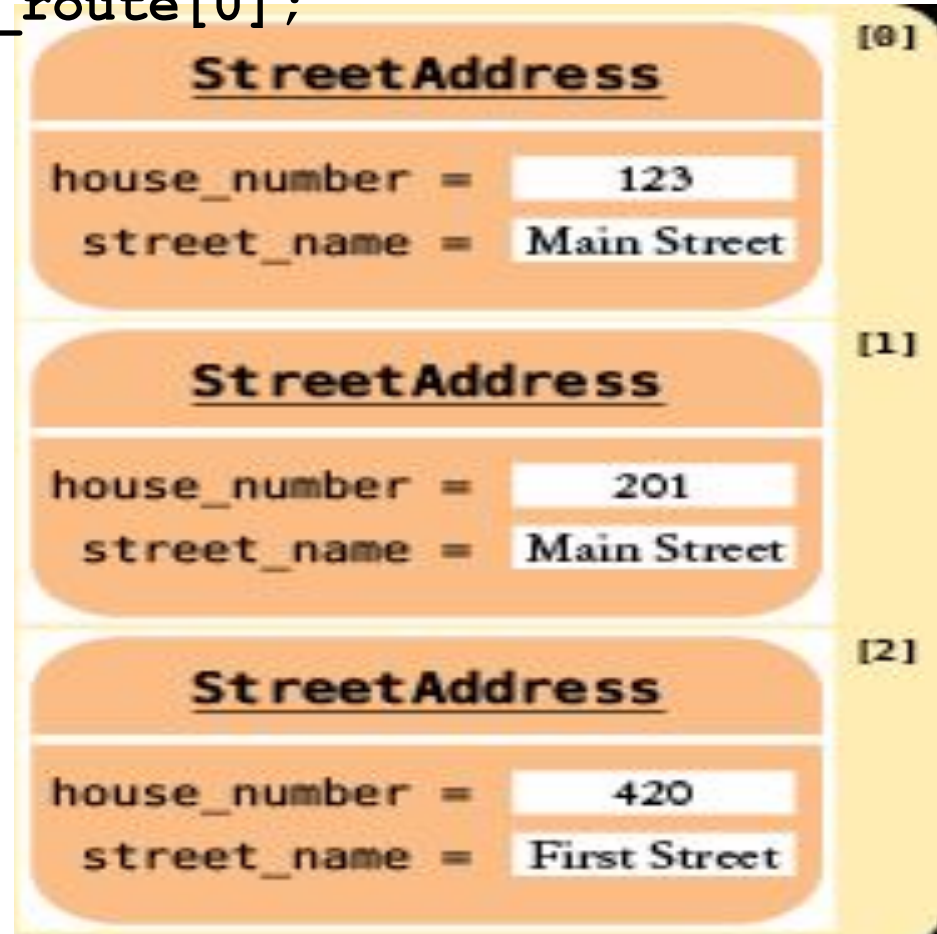 _route[0];
[0]
StreetAddress
house_number = 123
street_name = Main Street
[1]
StreetAddress
house_number = 201
street_name = Main Street
[2]
StreetAddress
house_number = 420
street_name = First Street